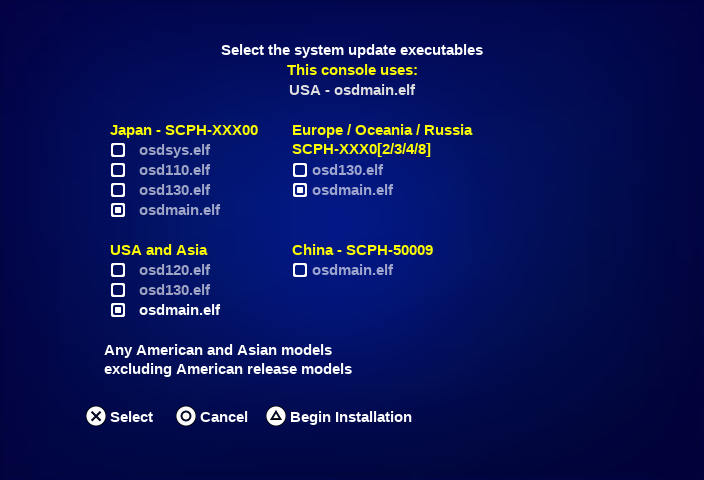 Select the system update executables
This console uses:
USA - osdmain.elf
Japan - SCPH-XXX00
osdsys.elf
osd110.elf
osd130.elf
osdmain.elf
Europe / Oceania / Russia
SCPH-XXX0[2/3/4/8]
osd130.elf
osdmain.elf
USA and Asia
osd120.elf
osd130.elf
osdmain.elf
China - SCPH-50009
osdmain.elf
Any American and Asian models
excluding American release models
Select Cancel Begin Installation